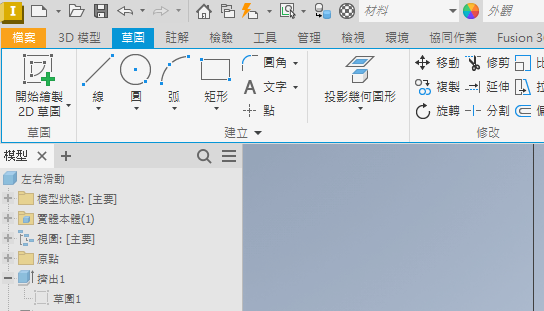 I 材料 外觀
檔案 3D 模型 草圖 註解 檢驗 工具 管理 檢視 環境 協同作業 Fusion 3
開始繪製
2D 草圖
線 圓 弧 矩形
圓角
文字
點
投影幾何圖形
移動 修剪
複製 延伸
旋轉 分割
草圖 建立 修改
模型
左右滑動
模型狀態: [主要]
實體本體(1)
視圖: [主要]
原點
擠出1
草圖1